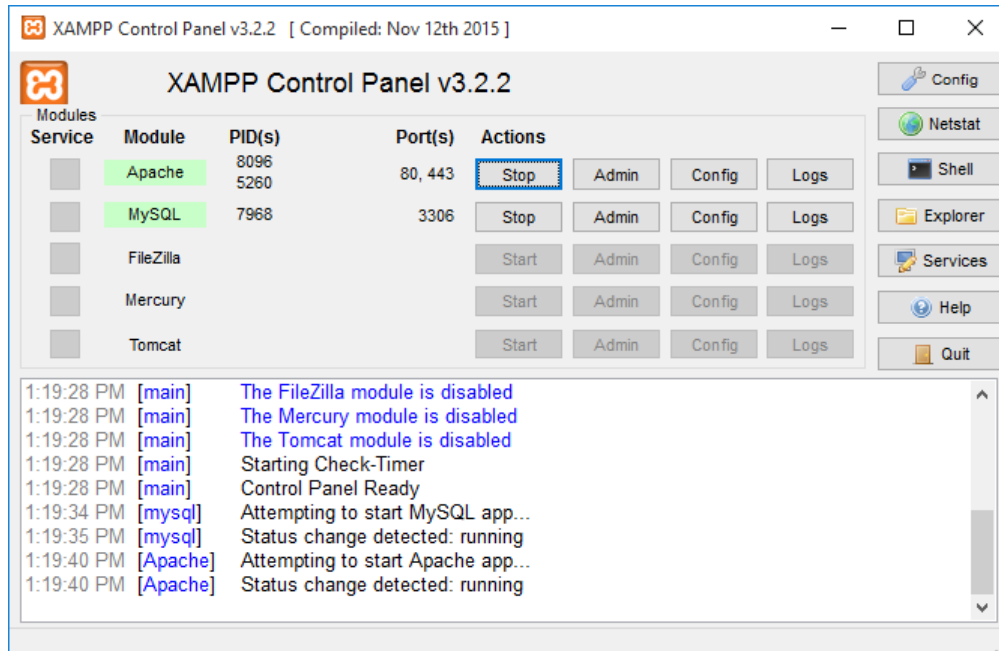 XAMPP Control Panel v3.2.2 [ Compiled: Nov 12th 2015 ]
XAMPP Control Panel v3.2.2
Config
Modules
Service Module PID(s) Port(s) Actions
Netstat
Apache 8096 5260 80, 443 Stop Admin Config Logs
Shell
MySQL 7968 3306 Stop Admin Config Logs
Explorer
FileZilla Start Admin Config Logs
Services
Mercury Start Admin Config Logs
Help
Tomcat Start Admin Config Logs
Quit
1:19:28 PM [main] The FileZilla module is disabled
1:19:28 PM [main] The Mercury module is disabled
1:19:28 PM [main] The Tomcat module is disabled
1:19:28 PM [main] Starting Check-Timer
1:19:28 PM [main] Control Panel Ready
1:19:34 PM [mysql] Attempting to start MySQL app...
1:19:35 PM [mysql] Status change detected: running
1:19:40 PM [Apache] Attempting to start Apache app...
1:19:40 PM [Apache] Status change detected: running